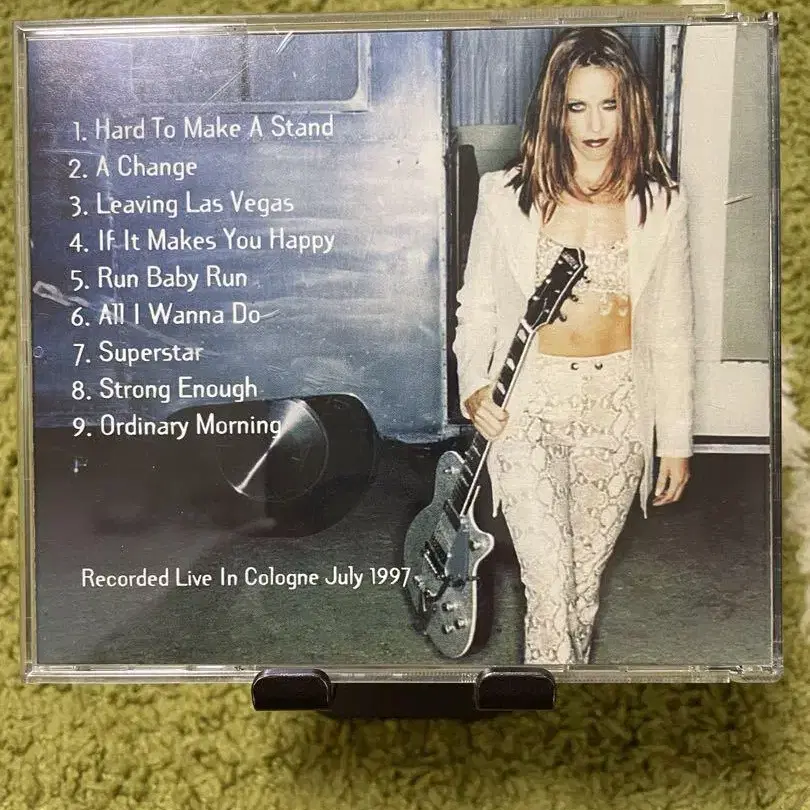 1. Hard To Make A Stand
2. A Change
3. Leaving Las Vegas
4. If It Makes You Happy
5. Run Baby Run
6. All I Wanna Do
7. Superstar
8. Strong Enough
9. Ordinary Morning
Recorded Live In Cologne July 1997